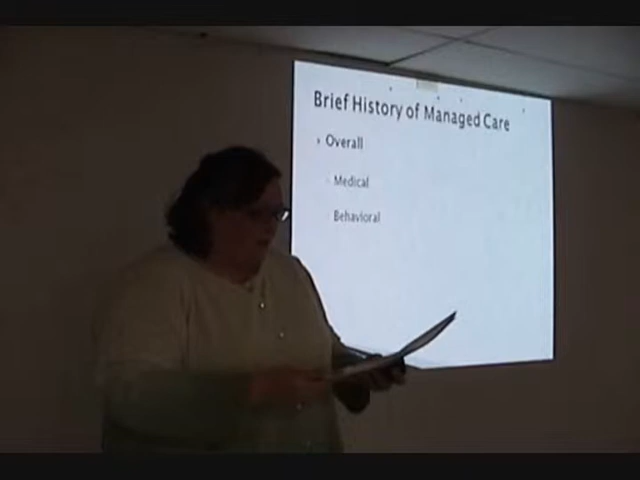 Brief History of Managed Care
Overall
Medical
Behavioral